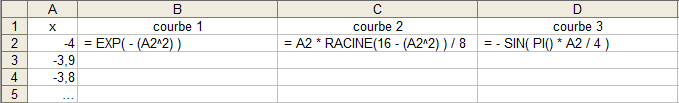 A B C D
1 x courbe 1 courbe 2 courbe 3
2 -4 = EXP( - (A2^2) ) = A2 * RACINE(16 - (A2^2) ) / 8 = - SIN( PI() * A2 / 4 )
3 -3,9
4 -3,8
5 ...